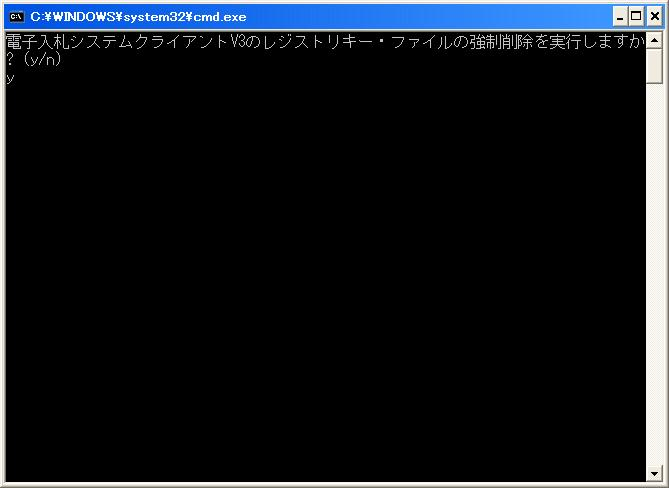 C:¥WINDOWS¥system32¥cmd.exe
電子入札システムクライアントV3のレジストリキー・ファイルの強制削除を実行しますか
? (y/n)
y